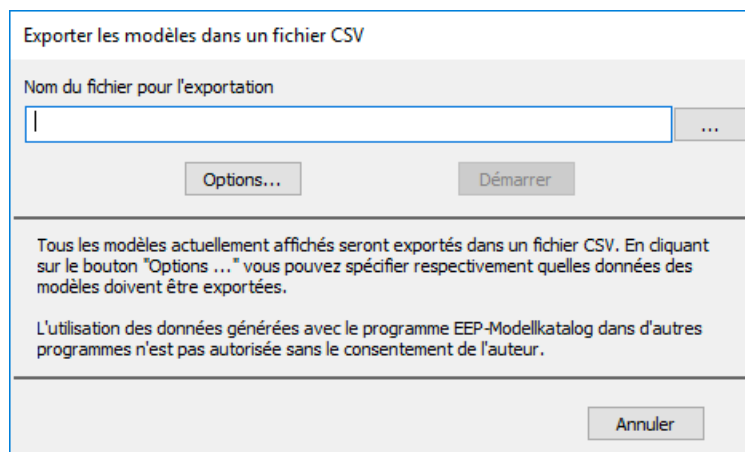 Exporter les modèles dans un fichier CSV
Nom du fichier pour l'exportation
...
Options...
Démarrer
Tous les modèles actuellement affichés seront exportés dans un fichier CSV. En cliquant
sur le bouton "Options ..." vous pouvez spécifier respectivement quelles données des
modèles doivent être exportées.
L'utilisation des données générées avec le programme EEP-Modellkatalog dans d'autres
programmes n'est pas autorisée sans le consentement de l'auteur.
Annuler